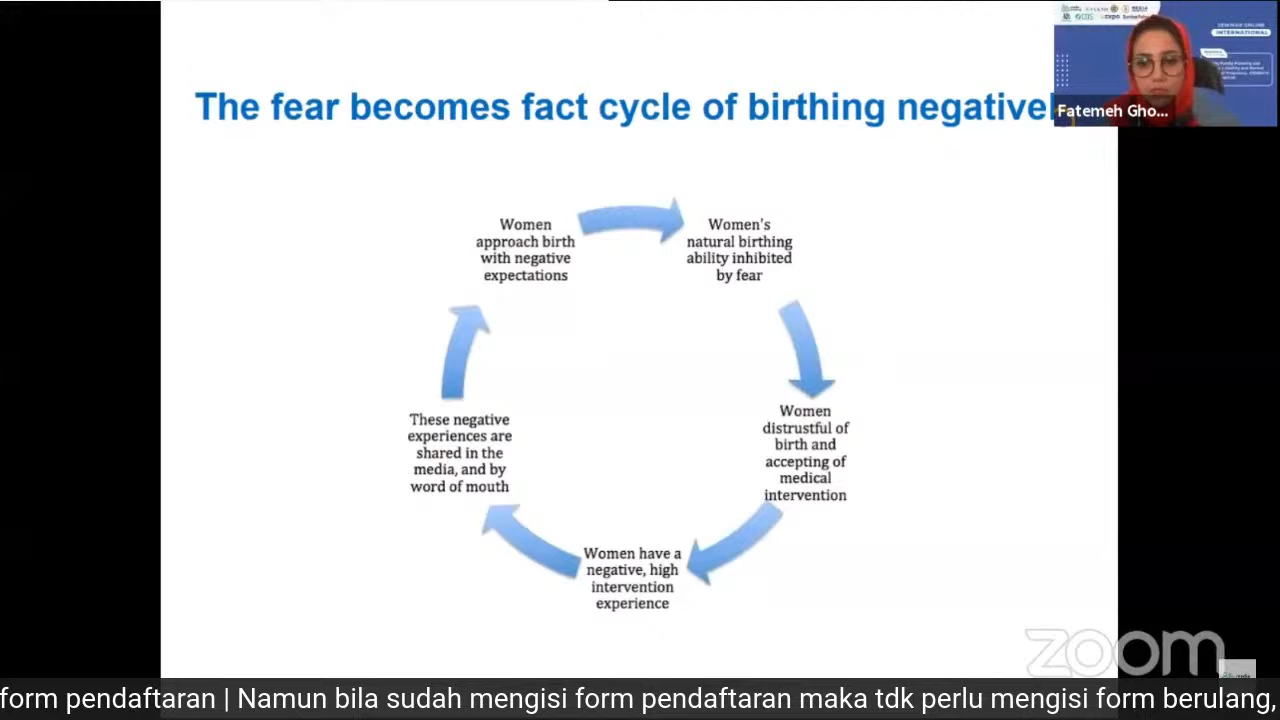 The fear becomes fact cycle of birthing negative
SEMINAR ONLINE
INTERNATIONAL
Fatemeh Gho...
Women
approach birth
with negative
expectations
Women's
natural birthing
ability inhibited
by fear
Women
distrustful of
birth and
accepting of
medical
intervention
Women have a
negative, high
intervention
experience
These negative
experiences are
shared in the
media, and by
word of mouth
zoom
form pendaftaran | Namun bila sudah mengisi form pendaftaran maka tdk perlu mengisi form berulang,